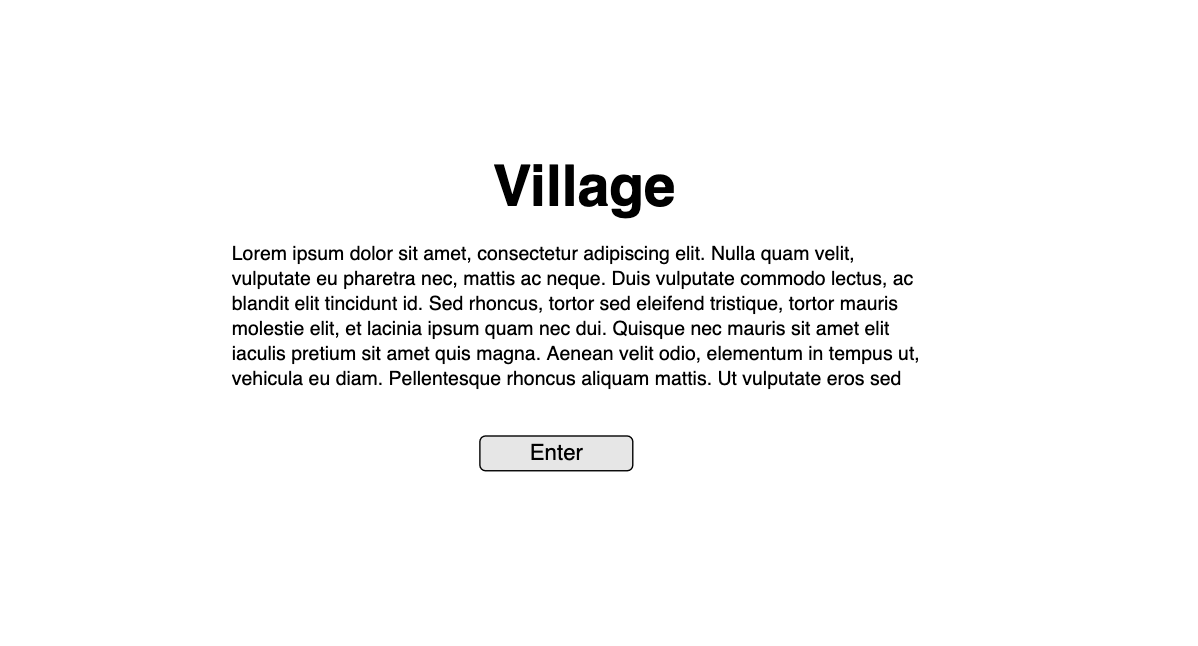 Village
Lorem ipsum dolor sit amet, consectetur adipiscing elit. Nulla quam velit,
vulputate eu pharetra nec, mattis ac neque. Duis vulputate commodo lectus, ac
blandit elit tincidunt id. Sed rhoncus, tortor sed eleifend tristique, tortor mauris
molestie elit, et lacinia ipsum quam nec dui. Quisque nec mauris sit amet elit
iaculis pretium sit amet quis magna. Aenean velit odio, elementum in tempus ut,
vehicula eu diam. Pellentesque rhoncus aliquam mattis. Ut vulputate eros sed
Enter